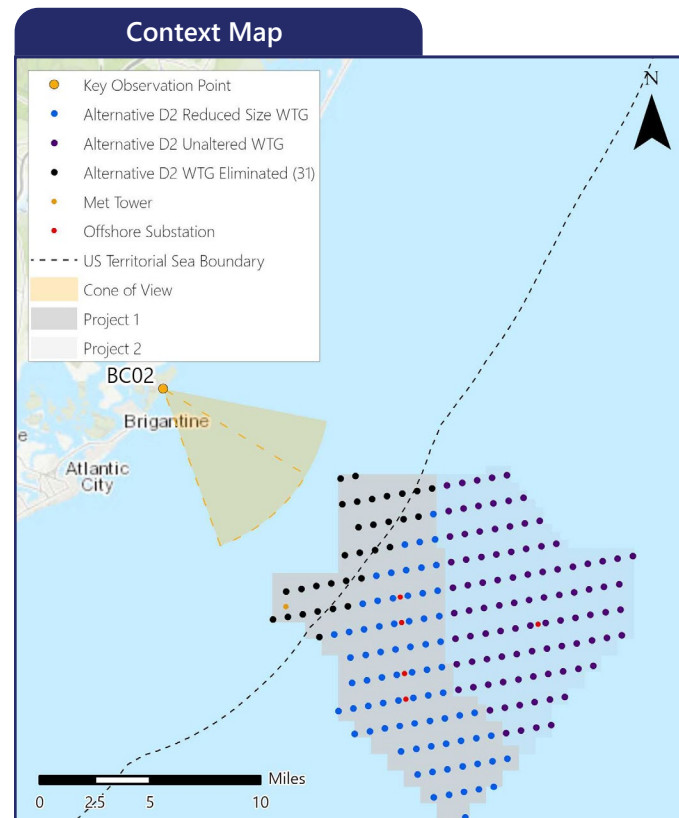 Context Map
Key Observation Point
Alternative D2 Reduced Size WTG
Alternative D2 Unaltered WTG
Alternative D2 WTG Eliminated (31)
Met Tower
Offshore Substation
US Territorial Sea Boundary
Cone of View
Project 1
Project 2
N
BC02
Brigantine
e
Atlantic
City
Miles
0 2.5 5 10